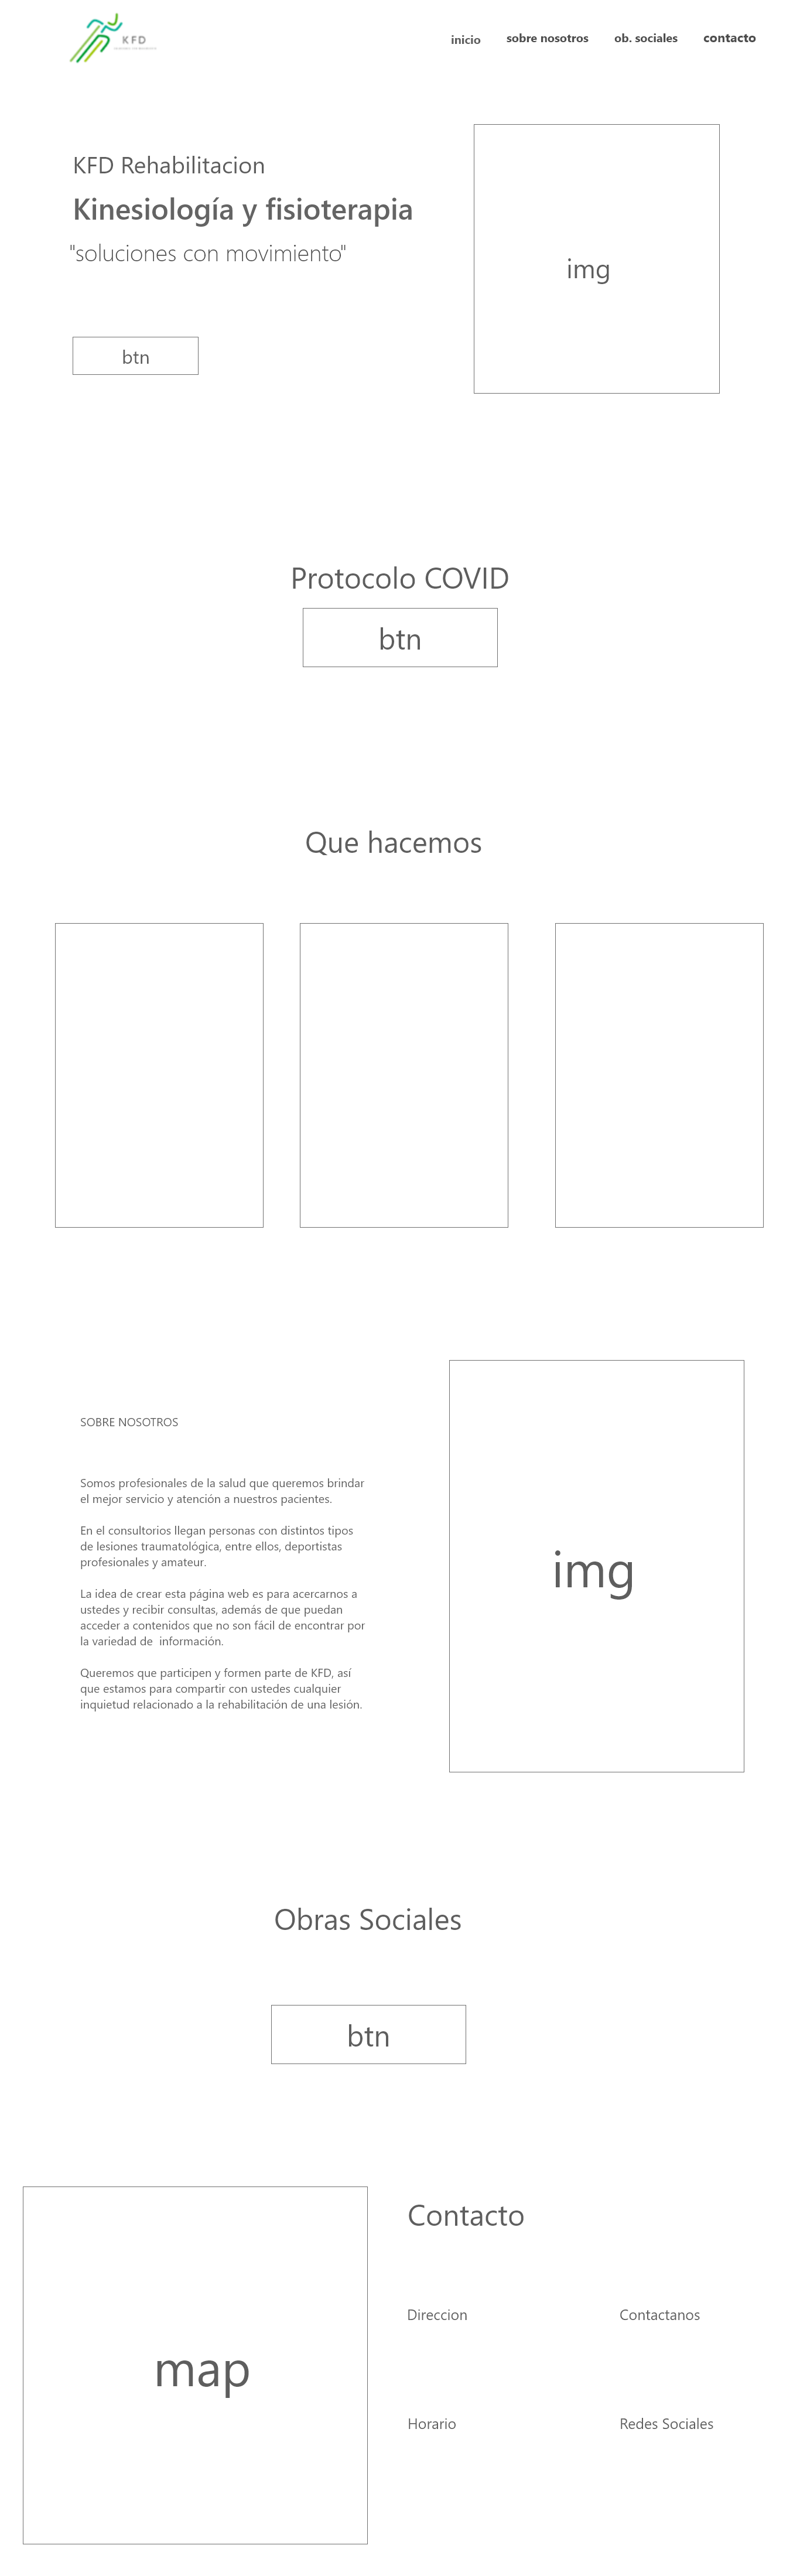 KFD
inicio
sobre nosotros
ob. sociales
contacto
KFD Rehabilitacion
Kinesiología y fisioterapia
"soluciones con movimiento"
img
btn
Protocolo COVID
btn
Que hacemos
SOBRE NOSOTROS
Somos profesionales de la salud que queremos brindar
el mejor servicio y atención a nuestros pacientes.
En el consultorios llegan personas con distintos tipos
de lesiones traumatológica, entre ellos, deportistas
profesionales y amateur.
La idea de crear esta página web es para acercarnos a
ustedes y recibir consultas, además de que puedan
acceder a contenidos que no son fácil de encontrar por
la variedad de  información.
Queremos que participen y formen parte de KFD, así
que estamos para compartir con ustedes cualquier
inquietud relacionado a la rehabilitación de una lesión.
img
Obras Sociales
btn
map
Contacto
Direccion
Contactanos
Horario
Redes Sociales